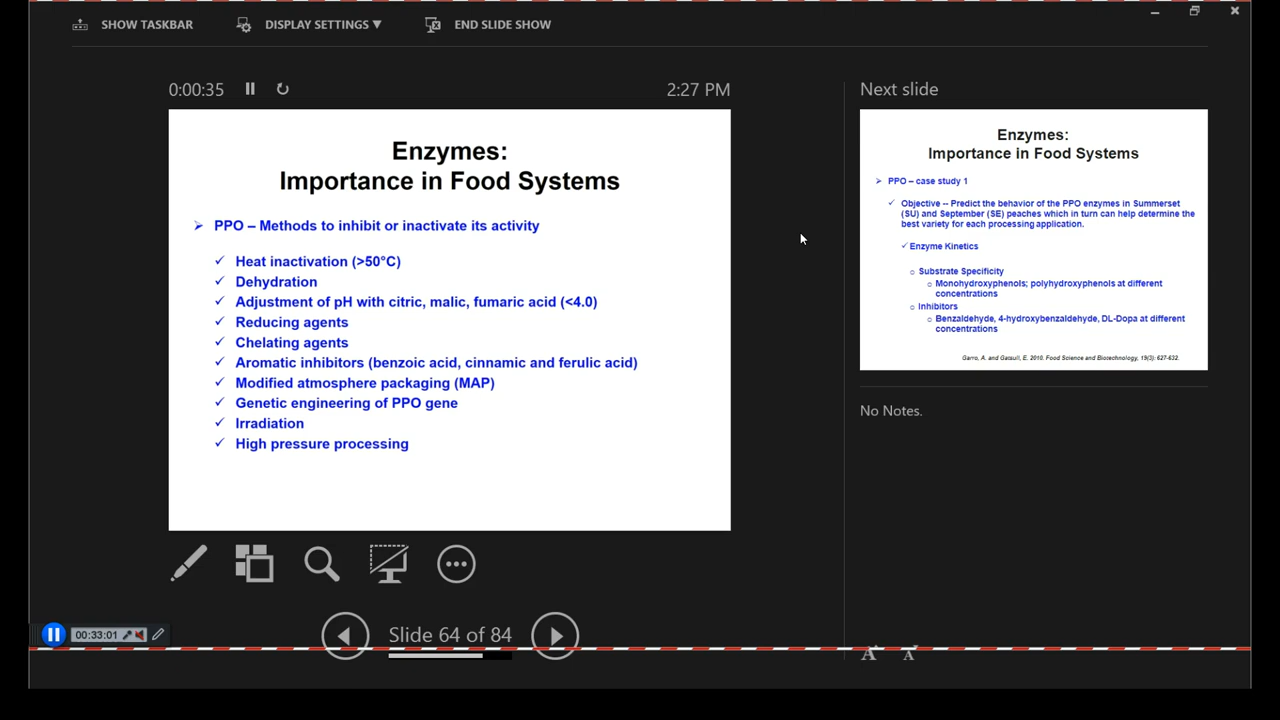 SHOW TASKBAR
DISPLAY SETTINGS ▼
END SLIDE SHOW
0:00:35
2:27 PM
Enzymes:
Importance in Food Systems
➢ PPO – Methods to inhibit or inactivate its activity
✓ Heat inactivation (>50°C)
✓ Dehydration
✓ Adjustment of pH with citric, malic, fumaric acid (<4.0)
✓ Reducing agents
✓ Chelating agents
✓ Aromatic inhibitors (benzoic acid, cinnamic and ferulic acid)
✓ Modified atmosphere packaging (MAP)
✓ Genetic engineering of PPO gene
✓ Irradiation
✓ High pressure processing
Next slide
Enzymes:
Importance in Food Systems
➢ PPO – case study 1
✓ Objective -- Predict the behavior of the PPO enzymes in Summerset
(SU) and September (SE) peaches which in turn can help determine the
best variety for each processing application.
✓ Enzyme Kinetics
o Substrate Specificity
o Monohydroxyphenols; polyhydroxyphenols at different
concentrations
o Inhibitors
o Benzaldehyde, 4-hydroxybenzaldehyde, DL-Dopa at different
concentrations
Garro, A. and Gatsull, E. 2010. Food Science and Biotechnology, 19(3): 627-632.
No Notes.
00:33:01
Slide 64 of 84
A A